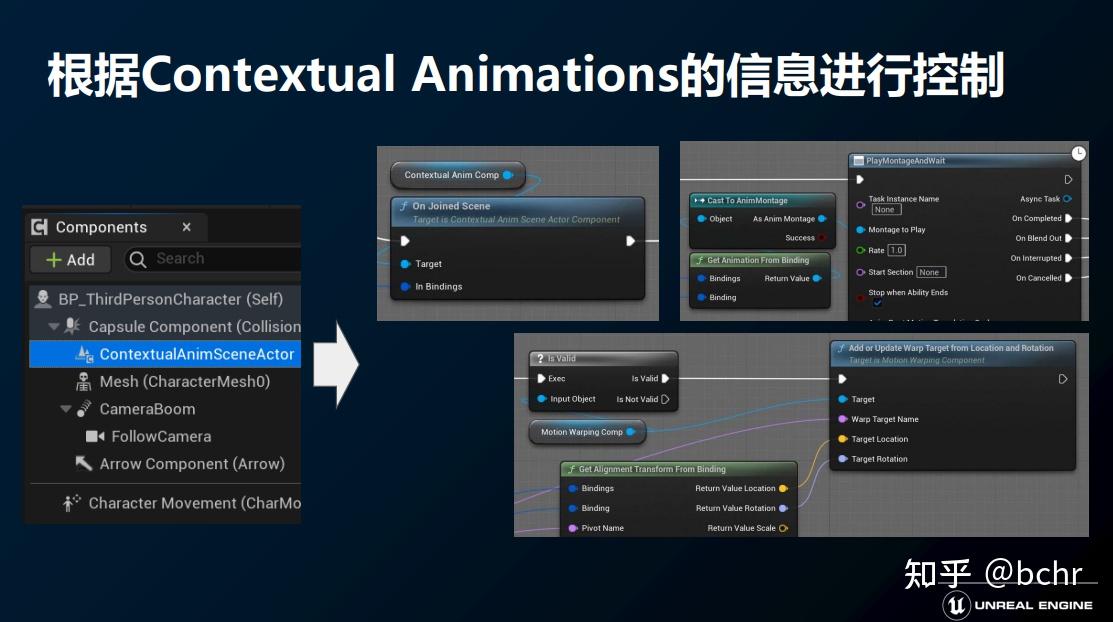 根据Contextual Animations的信息进行控制
Components
Add
Search
BP_ThirdPersonCharacter (Self)
Capsule Component (Collision
ContextualAnimSceneActor
Mesh (CharacterMesh0)
CameraBoom
FollowCamera
Arrow Component (Arrow)
Character Movement (CharMo
Contextual Anim Comp
On Joined Scene
Target is Contextual Anim Scene Actor Component
Target
In Bindings
Cast To AnimMontage
Object As Anim Montage
Success
Get Animation From Binding
Bindings Return Value
Binding
PlayMontageAndWait
Task Instance Name Async Task
None
On Completed
Montage to Play
On Blend Out
Rate 1.0
On Interrupted
Start Section None
On Cancelled
Stop when Ability Ends
Is Valid
Exec Is Valid
Input Object Is Not Valid
Motion Warping Comp
Get Alignment Transform From Binding
Bindings Return Value Location
Binding Return Value Rotation
Pivot Name Return Value Scale
Add or Update Warp Target from Location and Rotation
Target is Motion Warping Component
Target
Warp Target Name
Target Location
Target Rotation
知乎 @bchr
UNREAL ENGINE